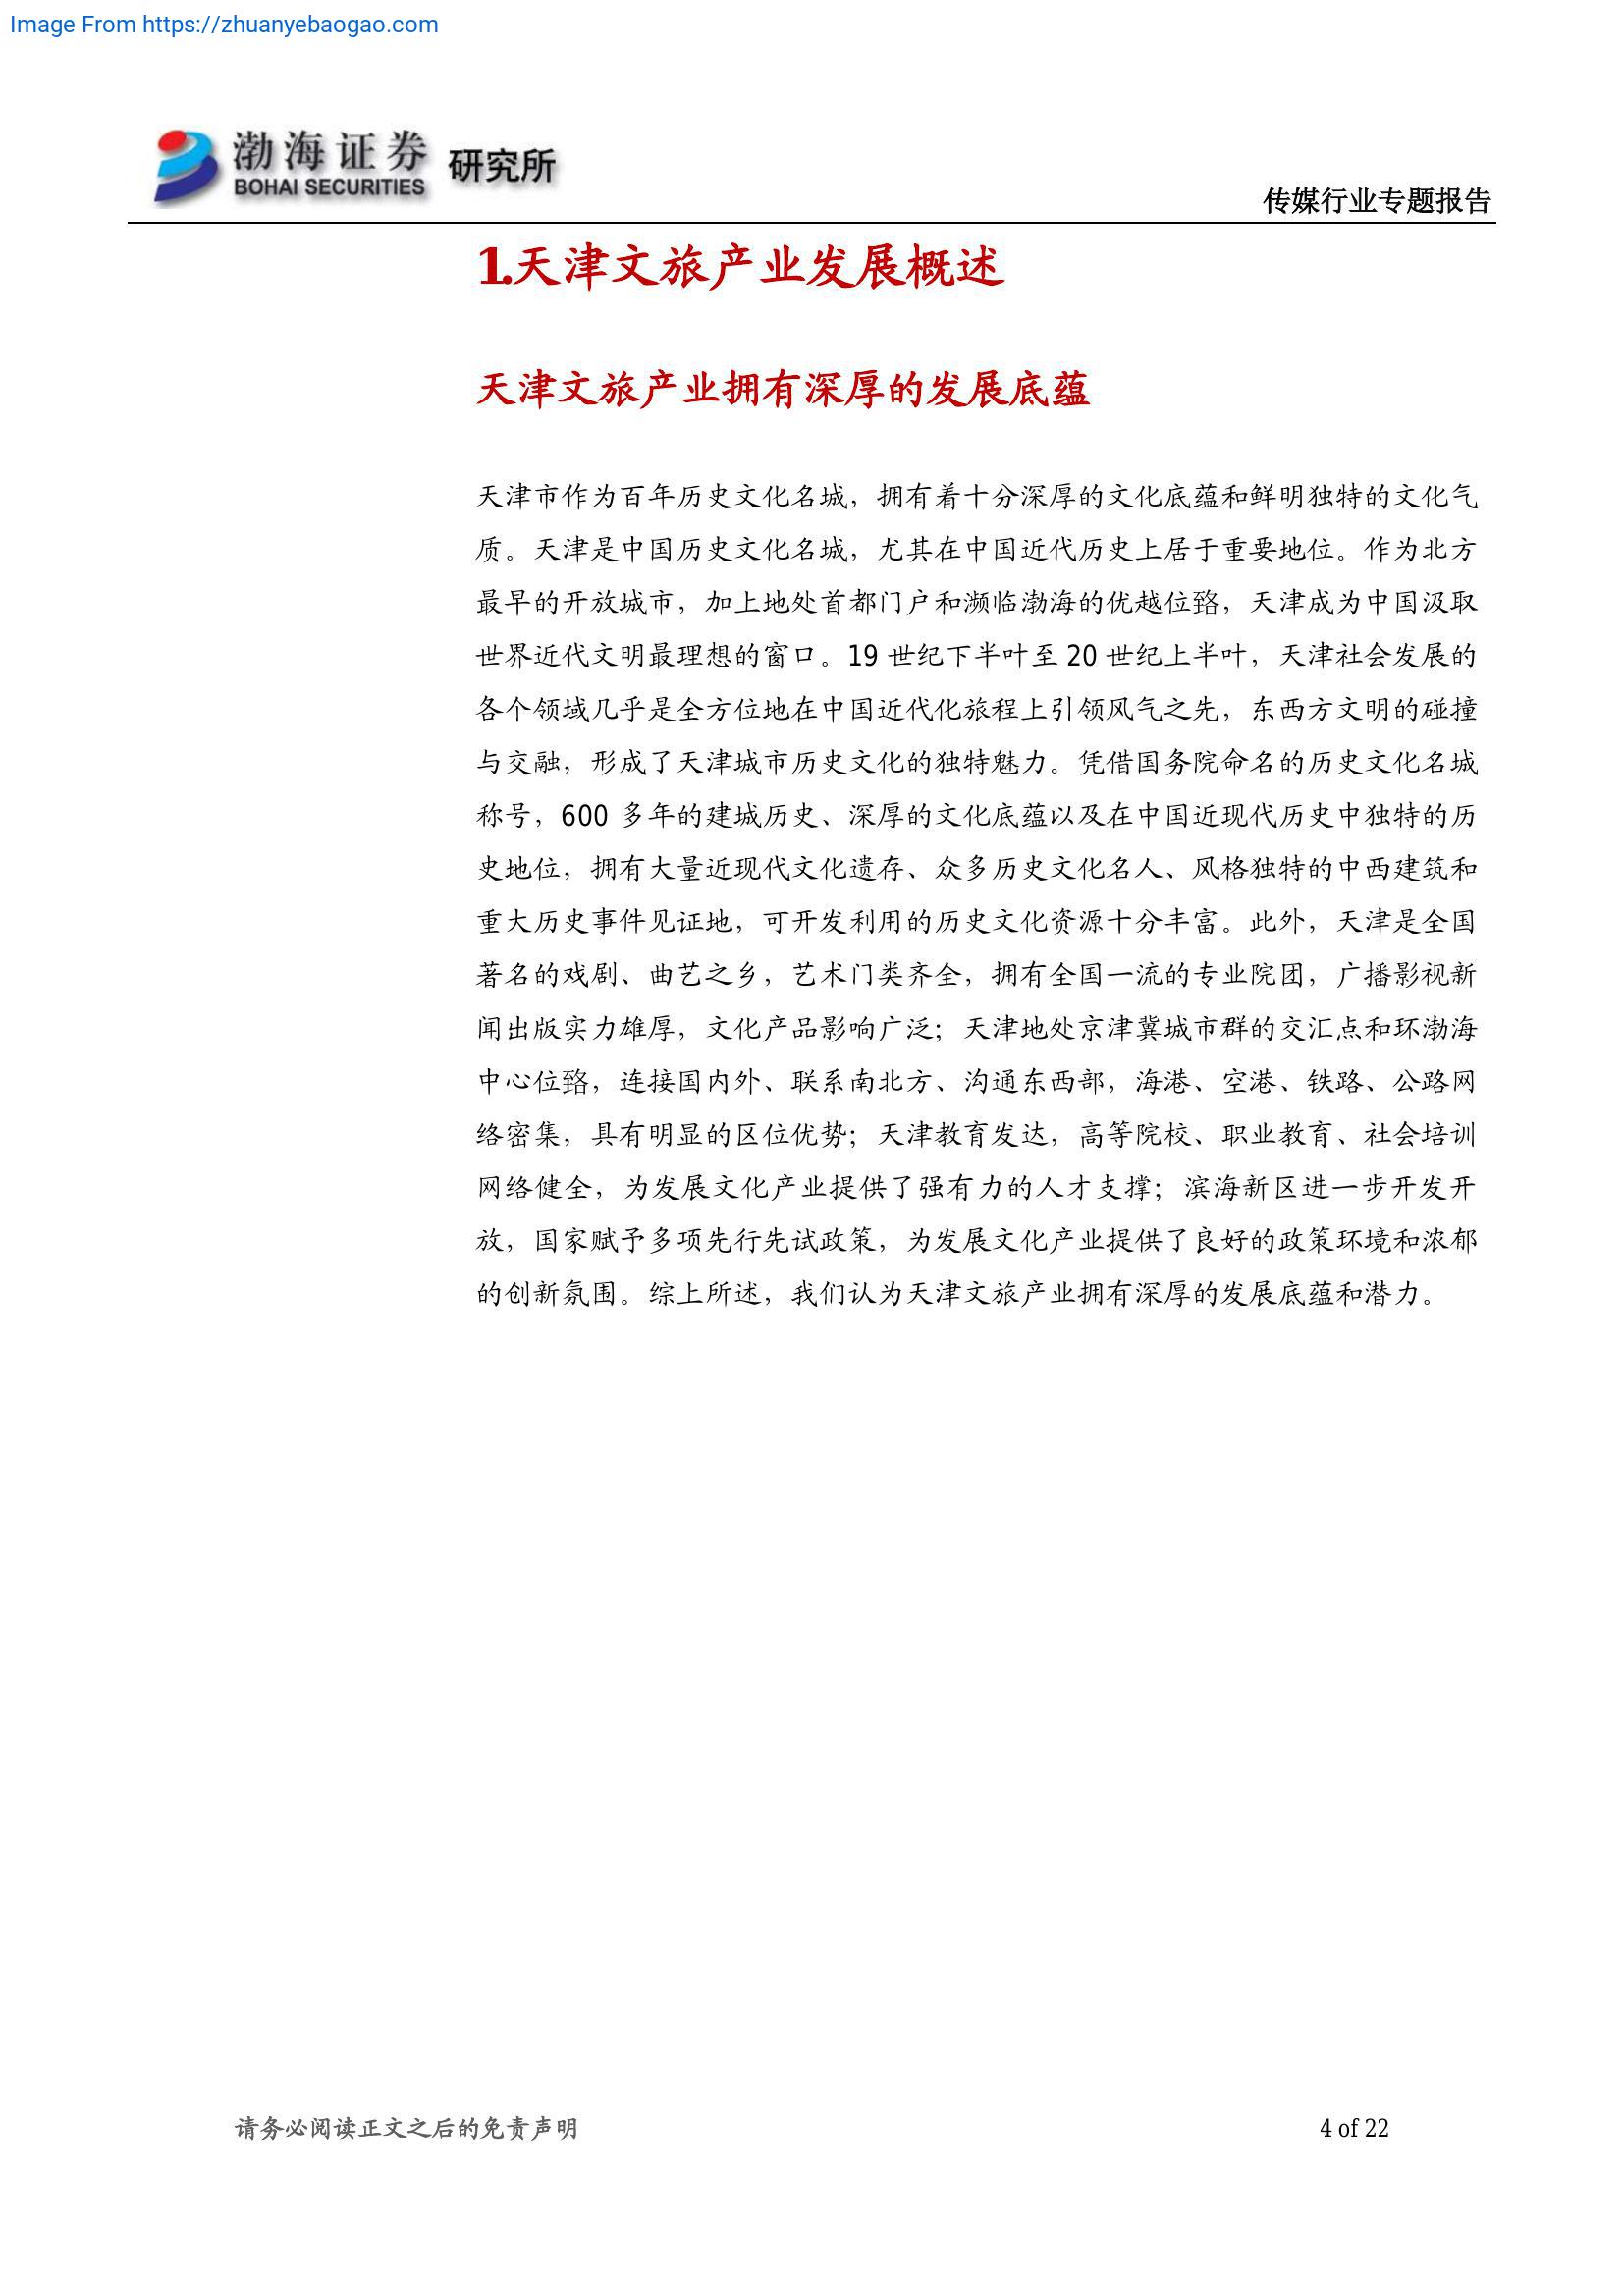 Image From https://zhuanyebaogao.com
渤海证券 研究所
BOHAI SECURITIES
传媒行业专题报告
1.天津文旅产业发展概述
天津文旅产业拥有深厚的发展底蕴
天津市作为百年历史文化名城，拥有着十分深厚的文化底蕴和鲜明独特的文化气
质。天津是中国历史文化名城，尤其在中国近代历史上居于重要地位。作为北方
最早的开放城市，加上地处首都门户和濒临渤海的优越位臵，天津成为中国汲取
世界近代文明最理想的窗口。19 世纪下半叶至 20 世纪上半叶，天津社会发展的
各个领域几乎是全方位地在中国近代化旅程上引领风气之先，东西方文明的碰撞
与交融，形成了天津城市历史文化的独特魅力。凭借国务院命名的历史文化名城
称号，600 多年的建城历史、深厚的文化底蕴以及在中国近现代历史中独特的历
史地位，拥有大量近现代文化遗存、众多历史文化名人、风格独特的中西建筑和
重大历史事件见证地，可开发利用的历史文化资源十分丰富。此外，天津是全国
著名的戏剧、曲艺之乡，艺术门类齐全，拥有全国一流的专业院团，广播影视新
闻出版实力雄厚，文化产品影响广泛；天津地处京津冀城市群的交汇点和环渤海
中心位臵，连接国内外、联系南北方、沟通东西部，海港、空港、铁路、公路网
络密集，具有明显的区位优势；天津教育发达，高等院校、职业教育、社会培训
网络健全，为发展文化产业提供了强有力的人才支撑；滨海新区进一步开发开
放，国家赋予多项先行先试政策，为发展文化产业提供了良好的政策环境和浓郁
的创新氛围。综上所述，我们认为天津文旅产业拥有深厚的发展底蕴和潜力。
请务必阅读正文之后的免责声明
4 of 22